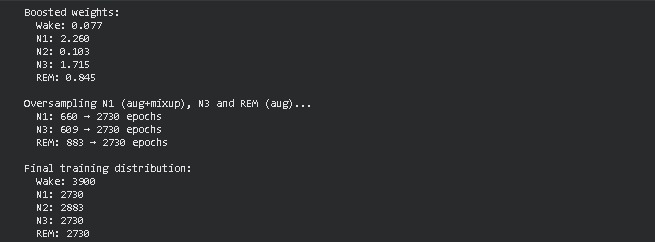 Boosted weights:
Wake: 0.077
N1: 2.260
N2: 0.103
N3: 1.715
REM: 0.845
Oversampling N1 (aug+mixup), N3 and REM (aug)...
N1: 660 → 2730 epochs
N3: 609 → 2730 epochs
REM: 883 → 2730 epochs
Final training distribution:
Wake: 3900
N1: 2730
N2: 2883
N3: 2730
REM: 2730